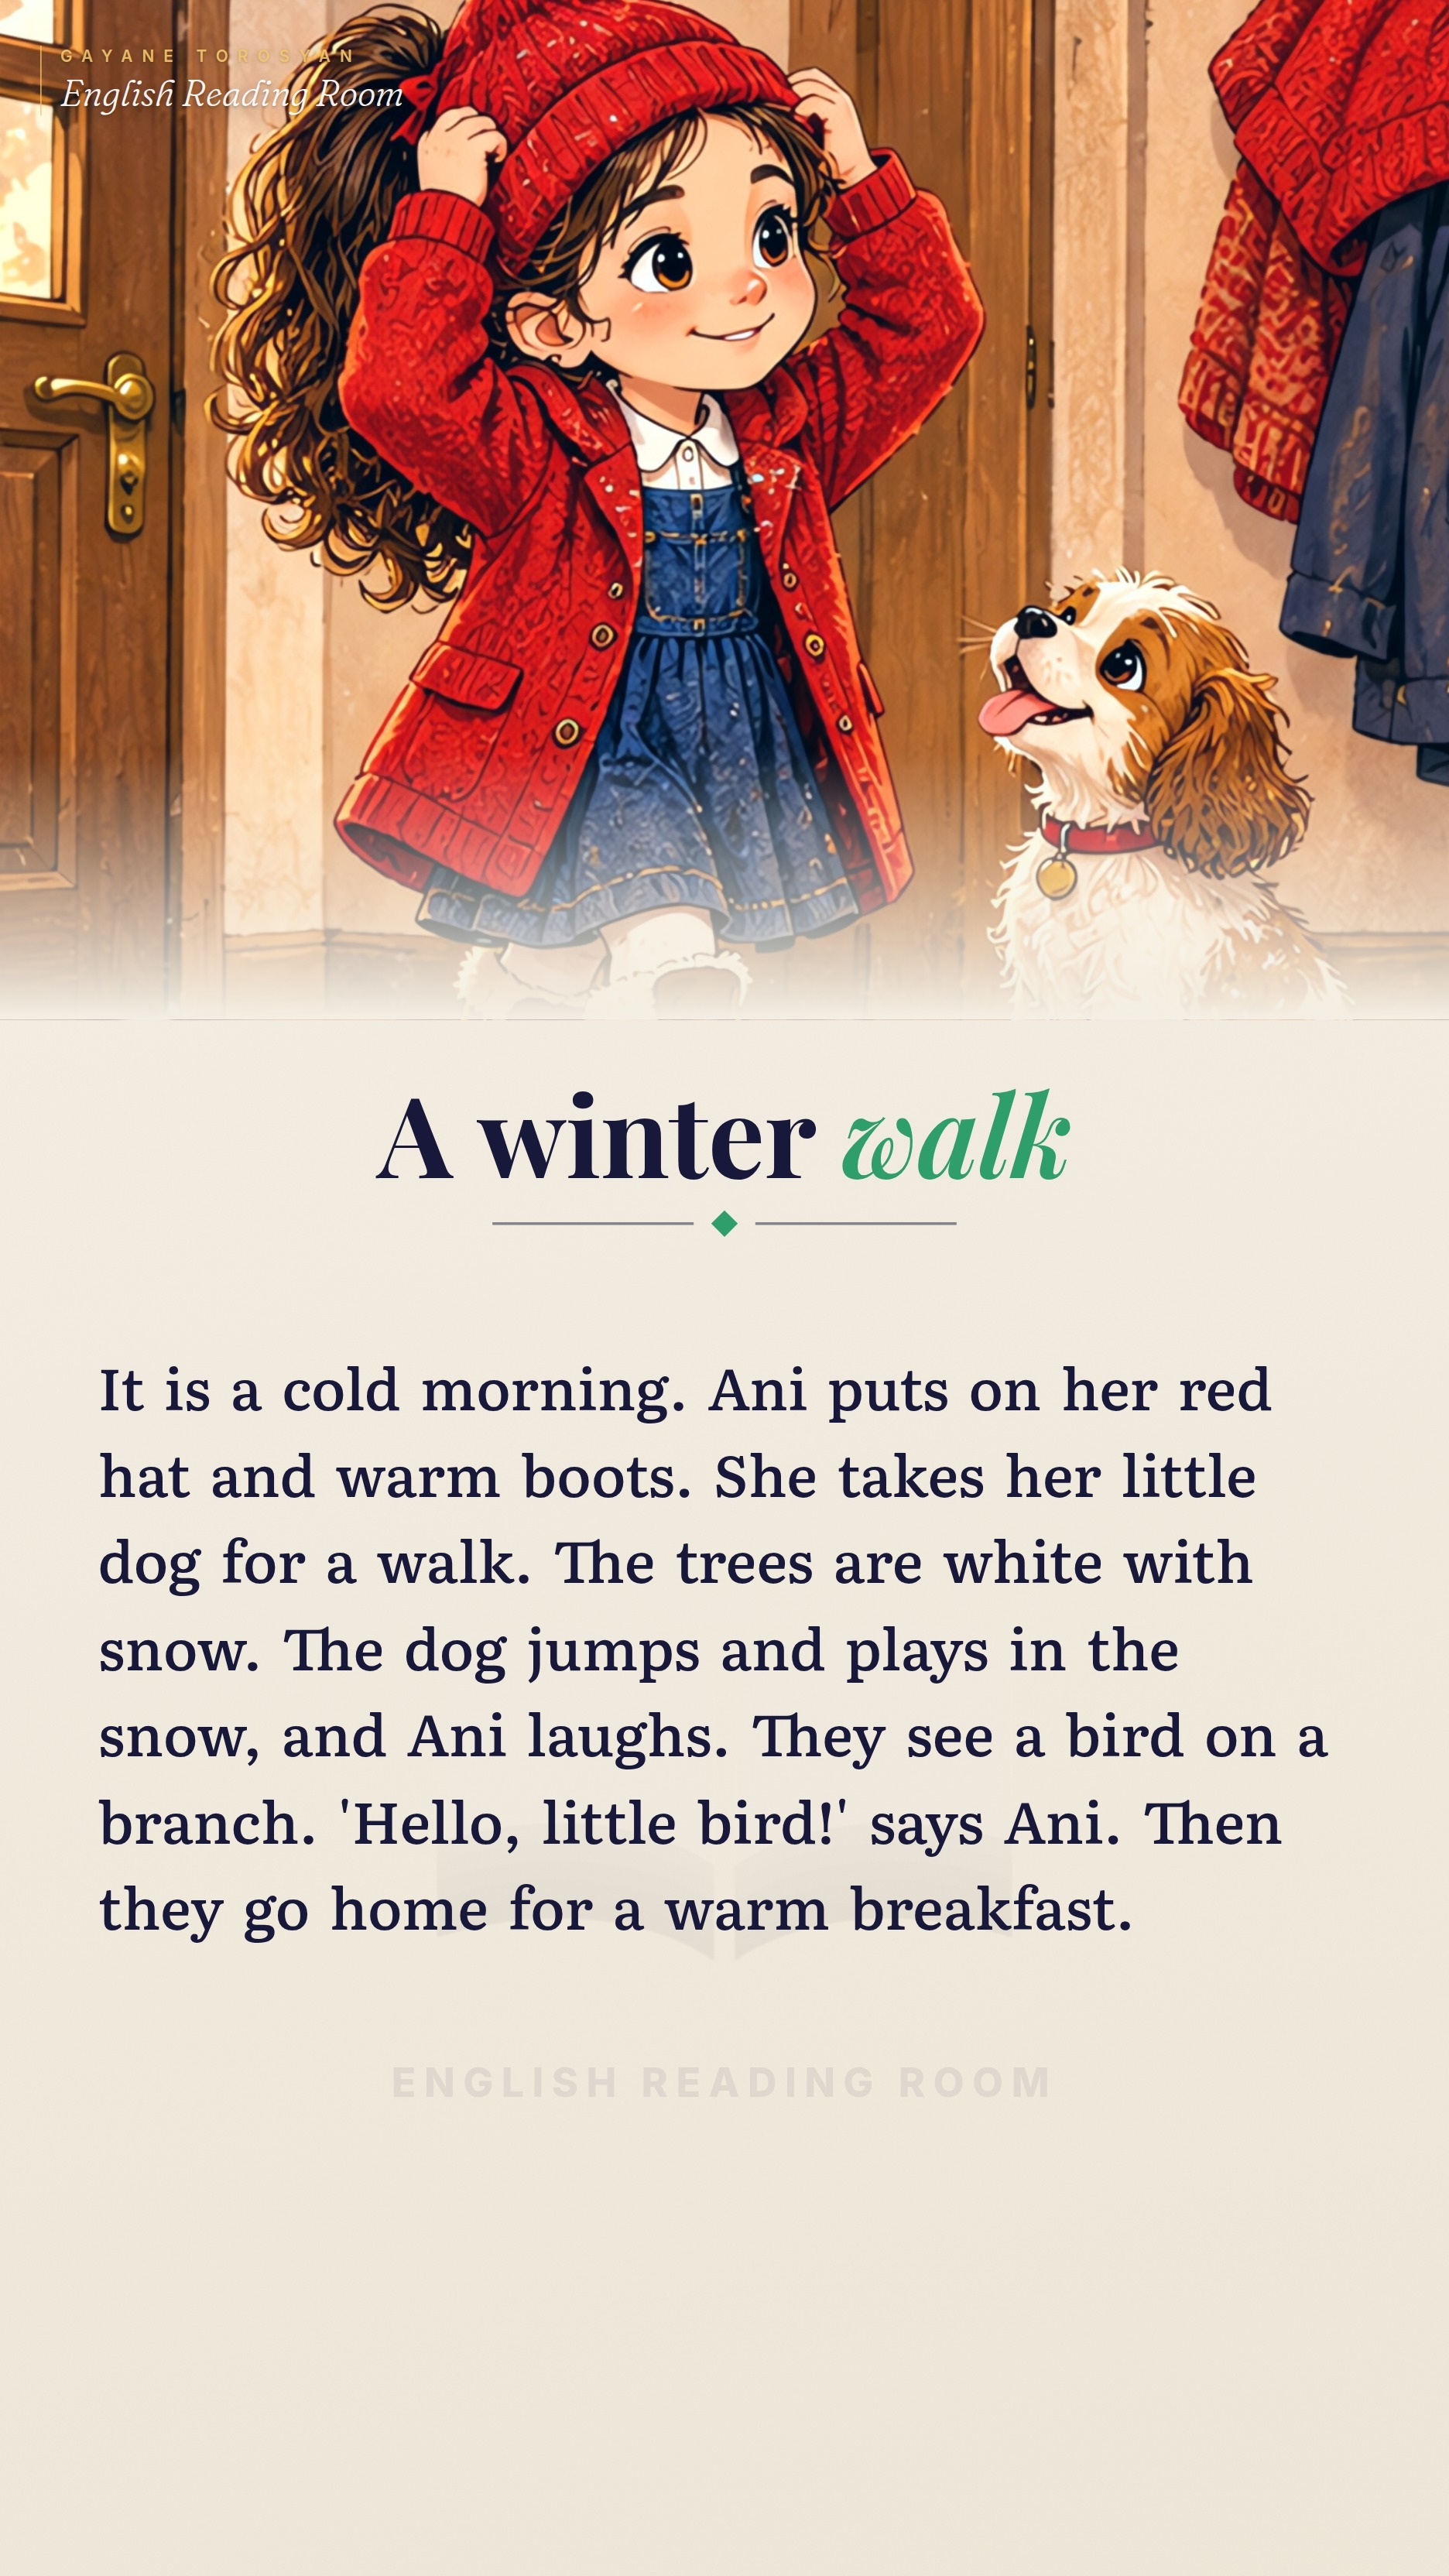 GAYANE TOROSYAN
English Reading Room
A winter walk
It is a cold morning. Ani puts on her red
hat and warm boots. She takes her little
dog for a walk. The trees are white with
snow. The dog jumps and plays in the
snow, and Ani laughs. They see a bird on a
branch. 'Hello, little bird!' says Ani. Then
they go home for a warm breakfast.
ENGLISH READING ROOM